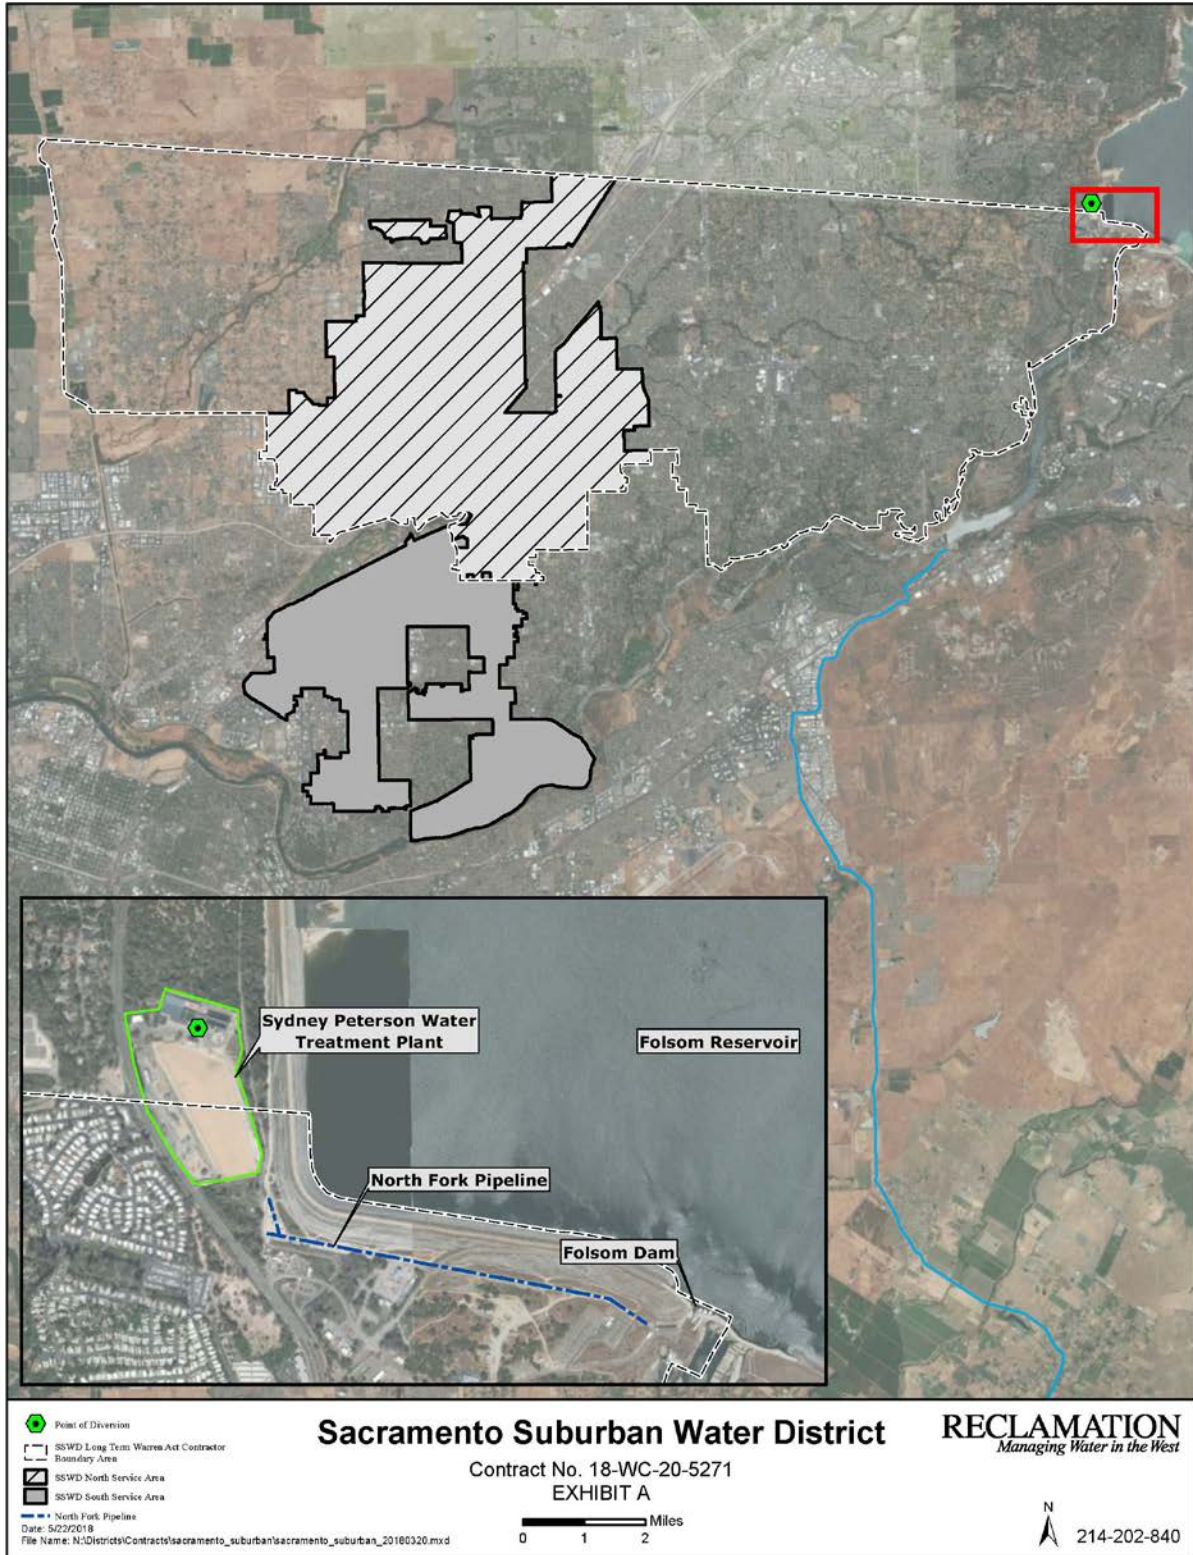 Sydney Peterson Water
Treatment Plant
Folsom Reservoir
North Fork Pipeline
Folsom Dam
Point of Diversion
SSWD Long Term Warren Act Contractor
Boundary Area
SSWD North Service Area
SSWD South Service Area
North Fork Pipeline
Date: 5/22/2018
File Name: N:\Districts\Contracts\sacramento_suburban\sacramento_suburban_20180320.mxd
Sacramento Suburban Water District
Contract No. 18-WC-20-5271
EXHIBIT A
Miles
0 1 2
RECLAMATION
Managing Water in the West
N
214-202-840